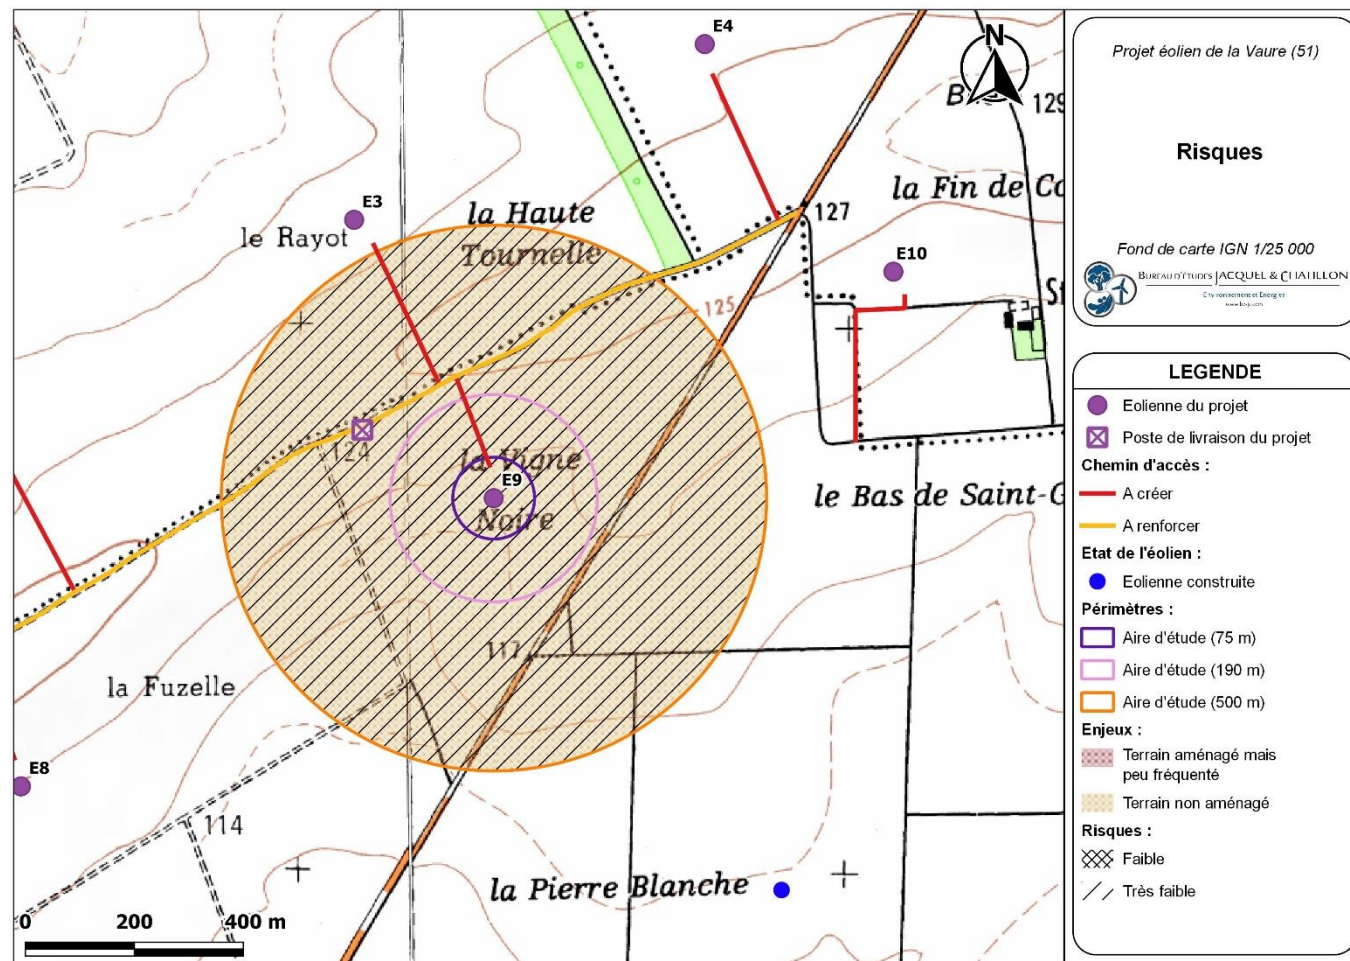 E4
N
129
la Fin de Co
127
E3
la Haute
Tournelle
le Rayot
E10
125
124
la Vigne
E9
Noire
le Bas de Saint-G
117
la Fuzelle
E8
114
la Pierre Blanche
0 200 400 m
Projet éolien de la Vaure (51)
Risques
Fond de carte IGN 1/25 000
BUREAU D'ÉTUDES JACQUEL & CHATILLON
Environnement et Energies
LEGENDE
Eolienne du projet
Poste de livraison du projet
Chemin d'accès :
A créer
A renforcer
Etat de l'éolien :
Eolienne construite
Périmètres :
Aire d'étude (75 m)
Aire d'étude (190 m)
Aire d'étude (500 m)
Enjeux :
Terrain aménagé mais
peu fréquenté
Terrain non aménagé
Risques :
Faible
Très faible